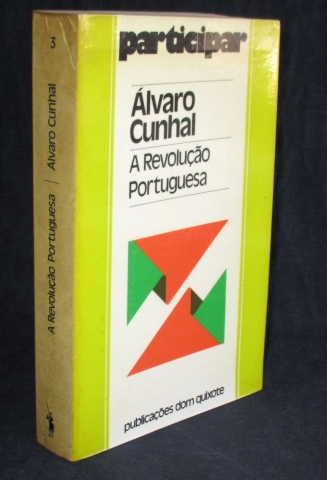 3
Álvaro Cunhal
A Revolução Portuguesa
participar
Álvaro
Cunhal
A Revolução
Portuguesa
publicações dom quixote